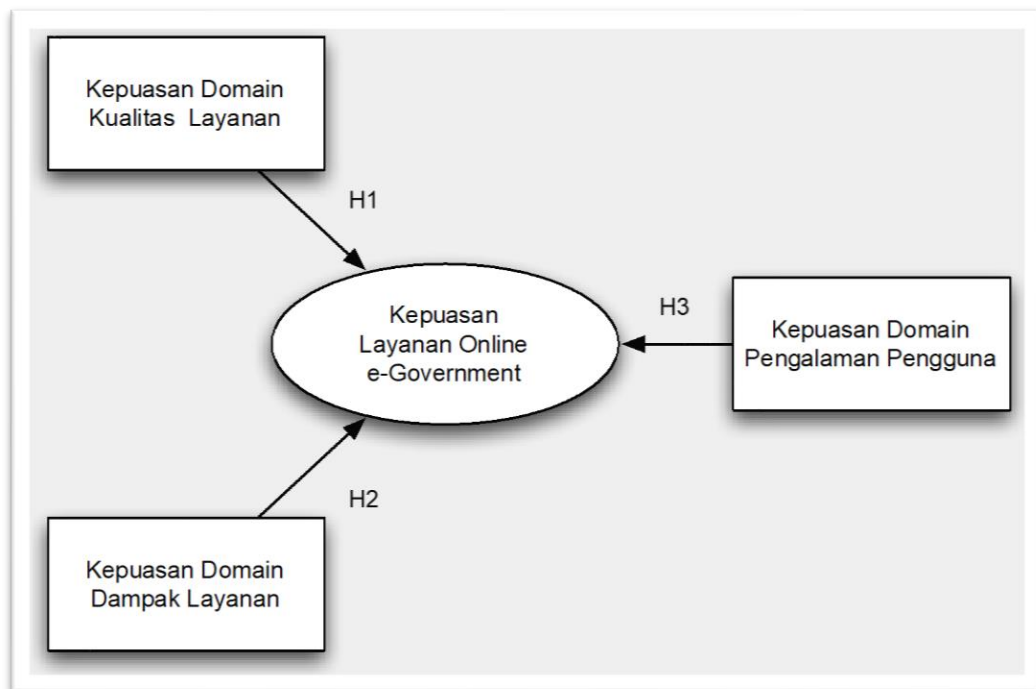 Kepuasan Domain
Kualitas Layanan
H1
Kepuasan
Layanan Online
e-Government
H3
Kepuasan Domain
Pengalaman Pengguna
H2
Kepuasan Domain
Dampak Layanan